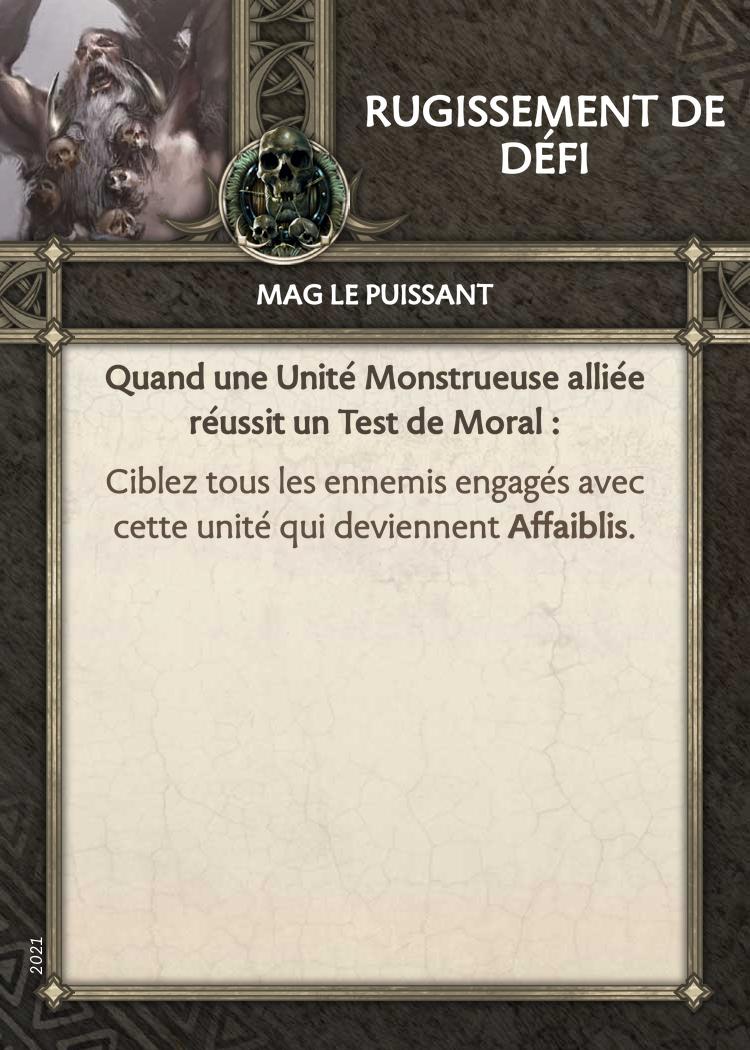 RUGISSEMENT DE
DÉFI
MAG LE PUISSANT
Quand une Unité Monstrueuse alliée
réussit un Test de Moral :
Ciblez tous les ennemis engagés avec
cette unité qui deviennent Affaiblis.
2021